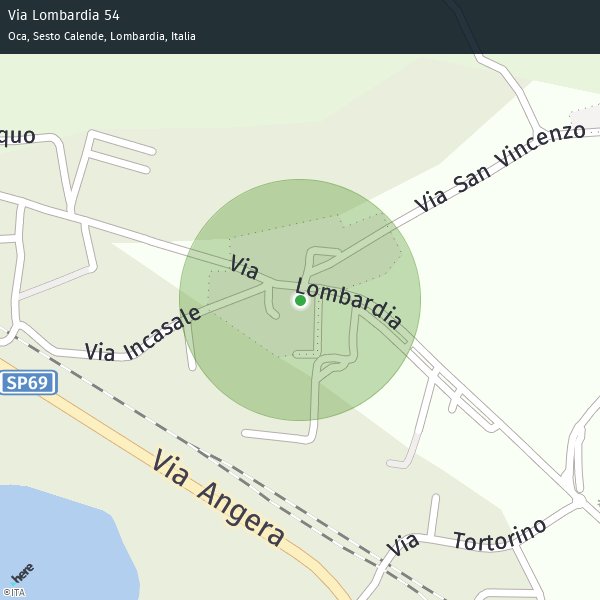 Via Lombardia 54
Oca, Sesto Calende, Lombardia, Italia
quo
Via San Vincenzo
Via Lombardia
Via Incasale
SP69
Via Angera
Via Tortorino
here
©ITA